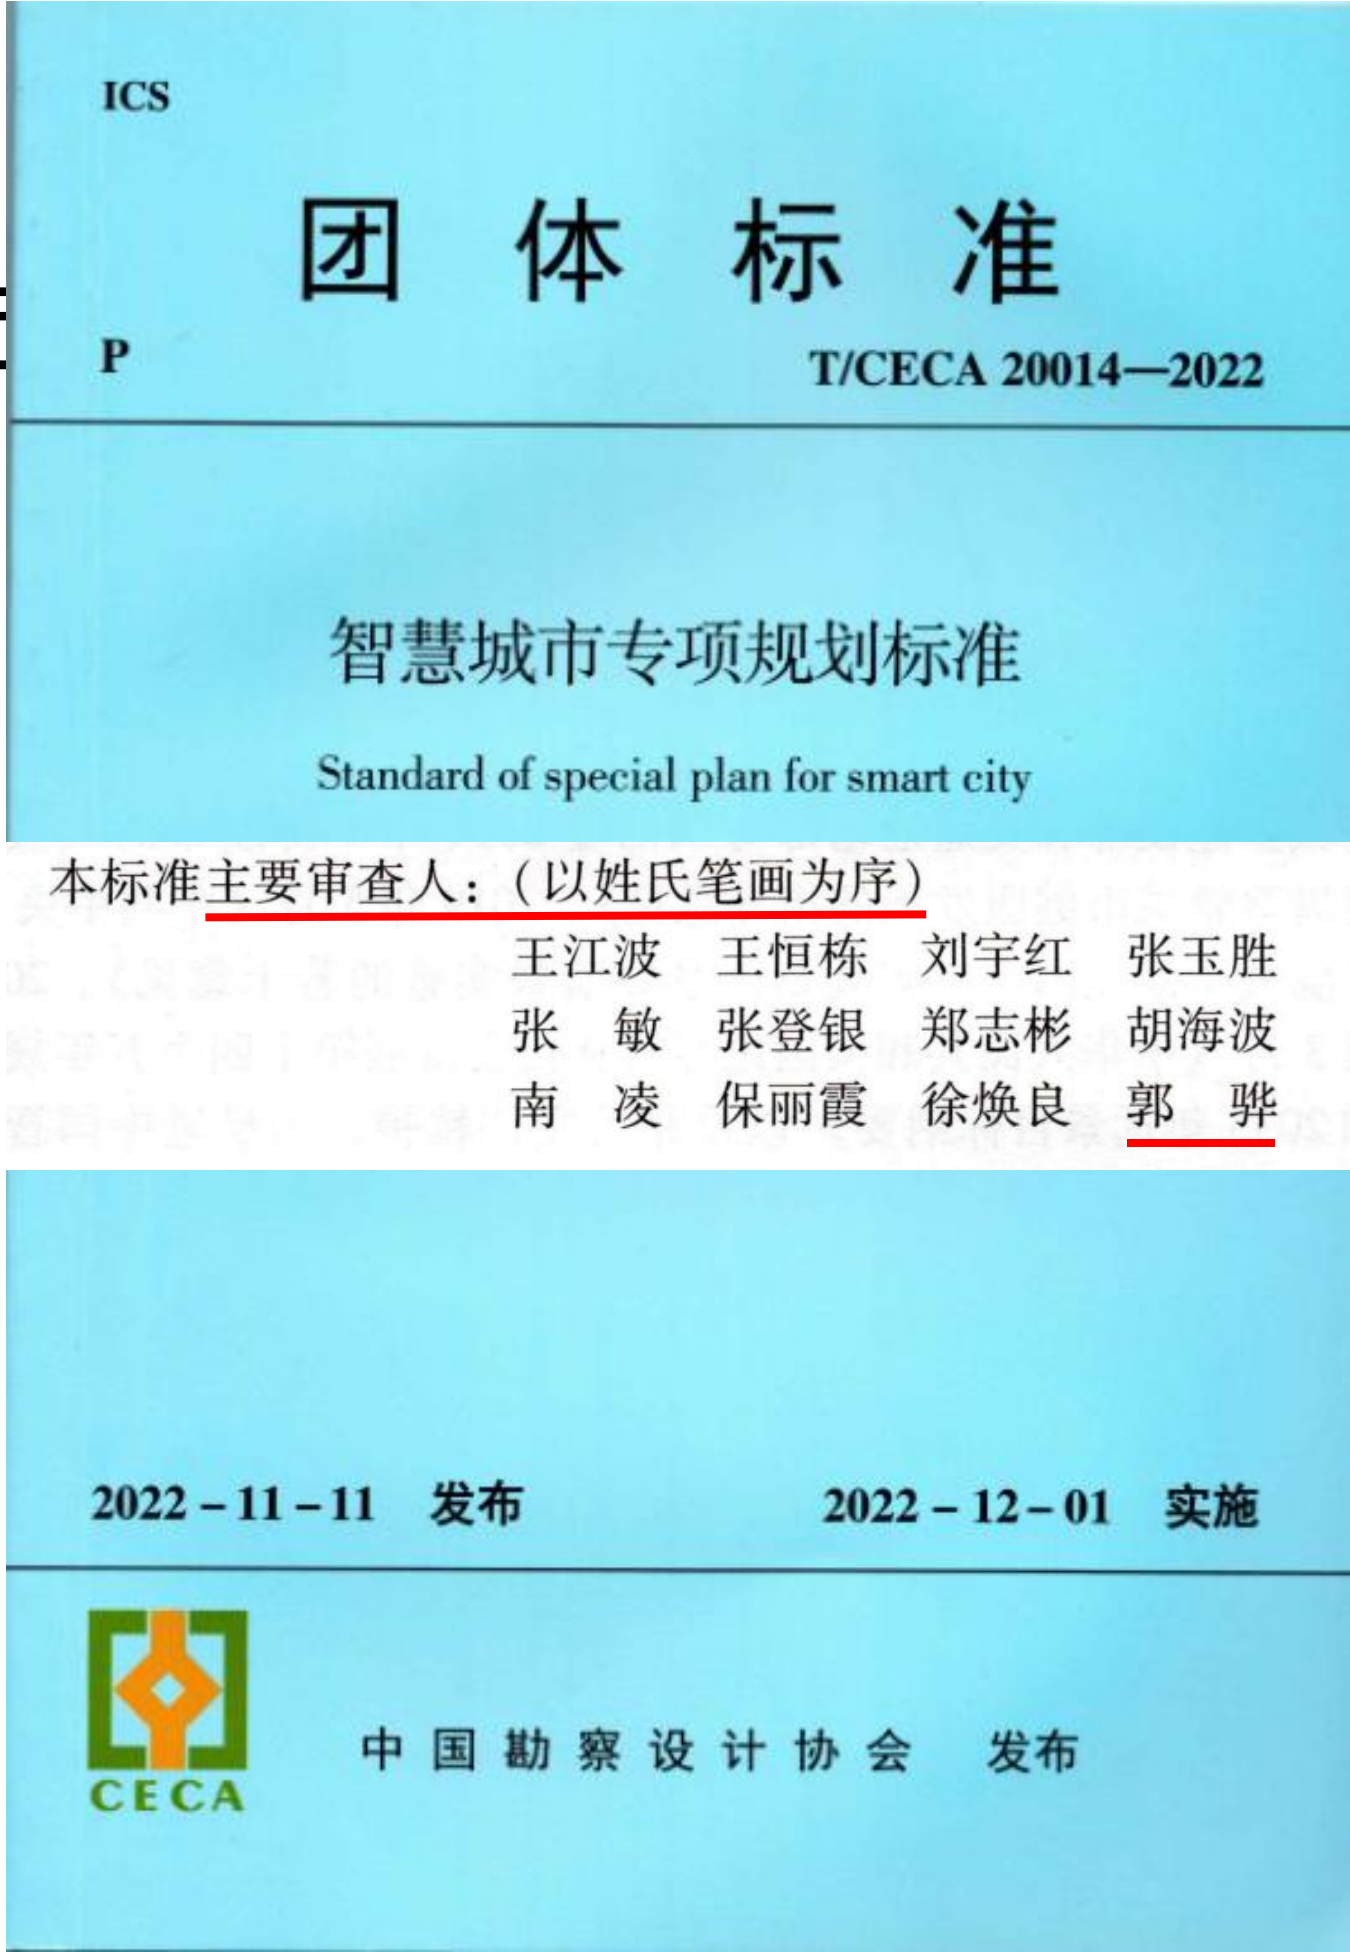 ICS
团体标准
P
T/CECA 20014—2022
智慧城市专项规划标准
Standard of special plan for smart city
本标准主要审查人：（以姓氏笔画为序）
王江波 王恒栋 刘宇红 张玉胜
张 敏 张登银 郑志彬 胡海波
南 凌 保丽霞 徐焕良 郭 骅
2022-11-11 发布
2022-12-01 实施
CECA
中国勘察设计协会 发布